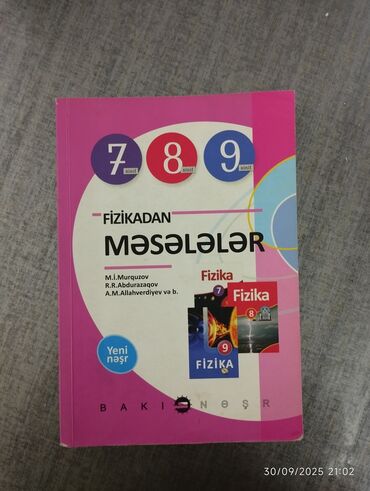 7 sinif 8 sinif 9 sinif
FİZİKADAN
MƏSƏLƏLƏR
M.İ.Murquzov
R.R.Abdurazaqov
A.M.Allahverdiyev və b.
Fizika
7
Fizika
8
9
FİZİKA
Yeni
nəşr
BAKI NƏŞR
30/09/2025 21:02